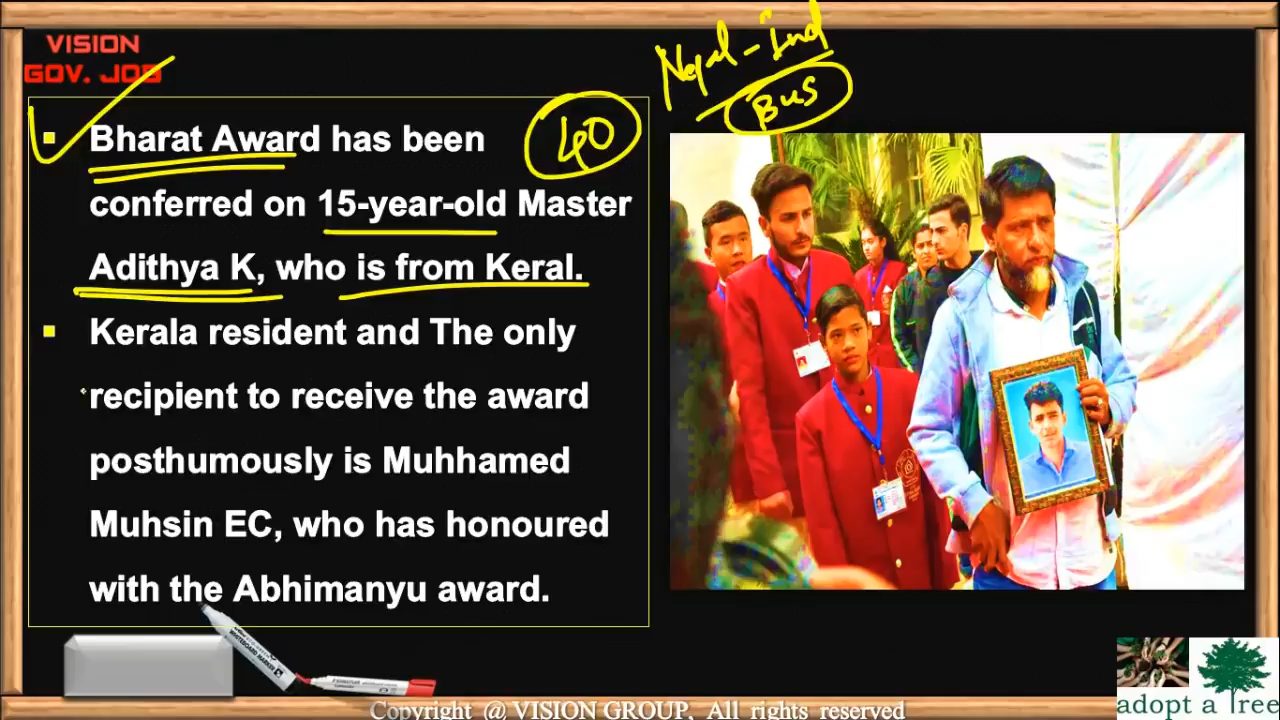 VISION
GOV. JOB
Nepal - Ind
Bus
40
Bharat Award has been
conferred on 15-year-old Master
Adithya K, who is from Keral.
Kerala resident and The only
recipient to receive the award
posthumously is Muhhamed
Muhsin EC, who has honoured
with the Abhimanyu award.
Copyright @ VISION GROUP, All rights reserved
adopt a Tree